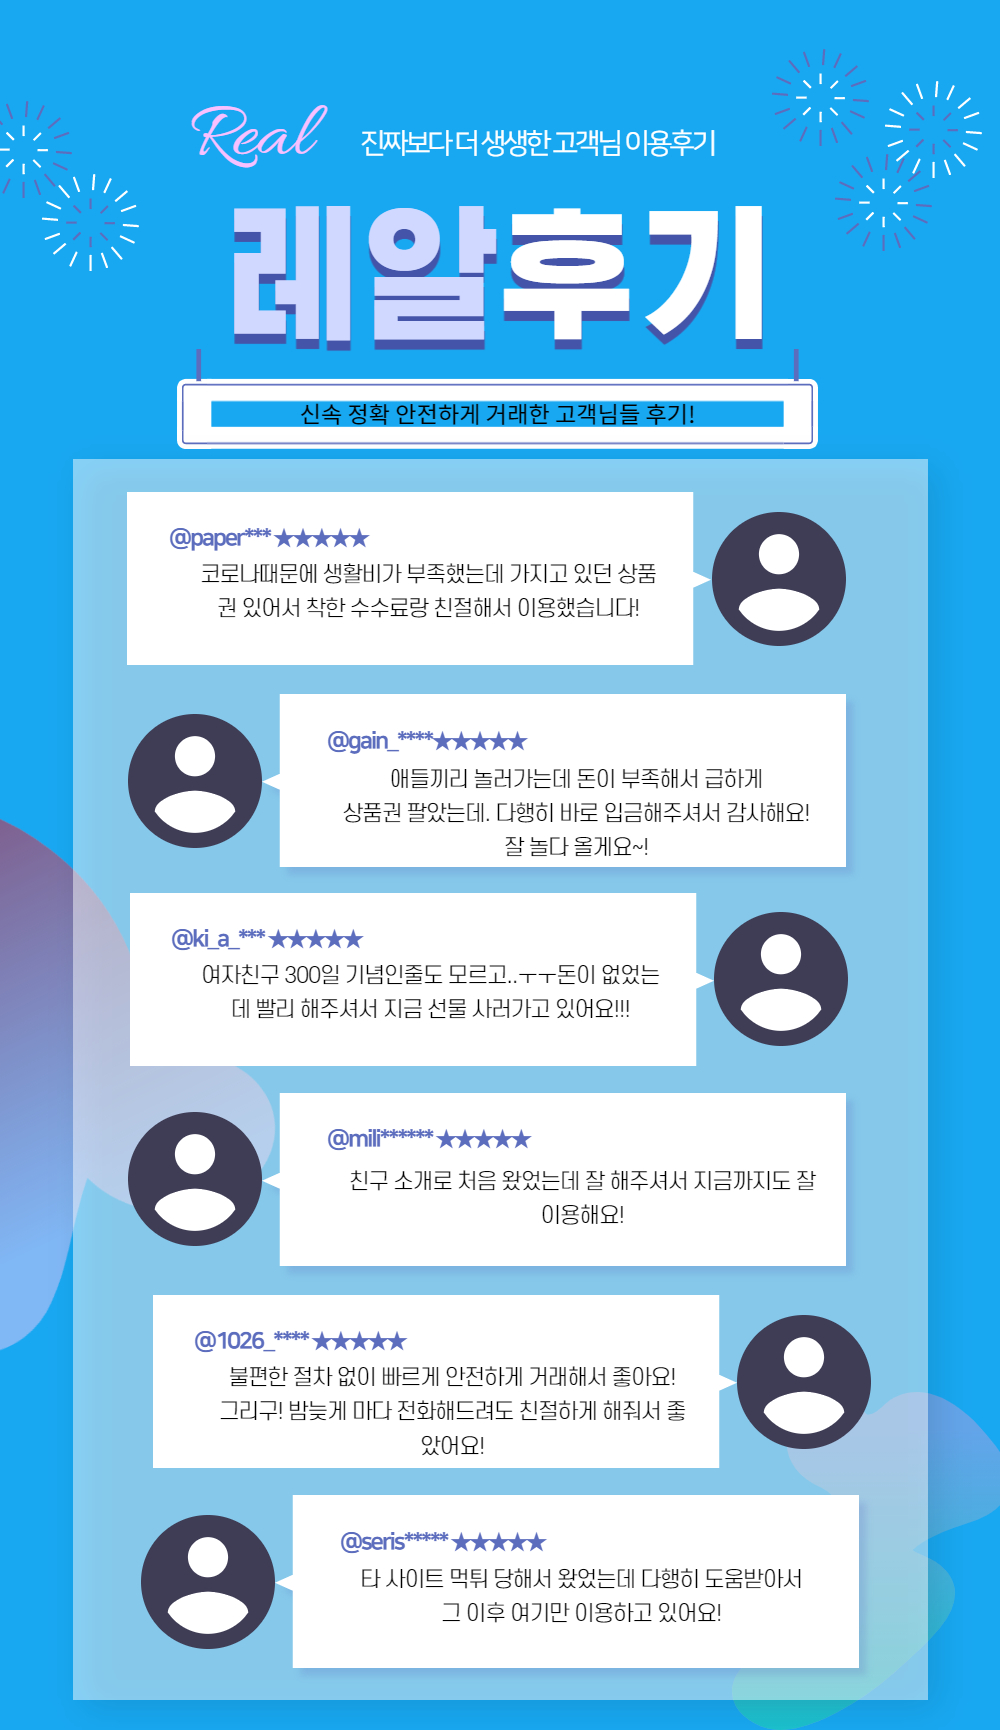 Real 진짜보다 더 생생한 고객님 이용후기
레알후기
신속 정확 안전하게 거래한 고객님들 후기!
@paper*** ★★★★★
코로나때문에 생활비가 부족했는데 가지고 있던 상품
권 있어서 착한 수수료랑 친절해서 이용했습니다!
@gain_****★★★★★
애들끼리 놀러가는데 돈이 부족해서 급하게
상품권 팔았는데. 다행히 바로 입금해주셔서 감사해요!
잘 놀다 올게요~!
@ki_a_*** ★★★★★
여자친구 300일 기념인줄도 모르고..ㅜㅜ돈이 없었는
데 빨리 해주셔서 지금 선물 사러가고 있어요!!!
@mili****** ★★★★★
친구 소개로 처음 왔었는데 잘 해주셔서 지금까지도 잘
이용해요!
@1026_**** ★★★★★
불편한 절차 없이 빠르게 안전하게 거래해서 좋아요!
그리구! 밤늦게 마다 전화해드려도 친절하게 해줘서 좋
았어요!
@seris***** ★★★★★
타 사이트 먹튀 당해서 왔었는데 다행히 도움받아서
그 이후 여기만 이용하고 있어요!